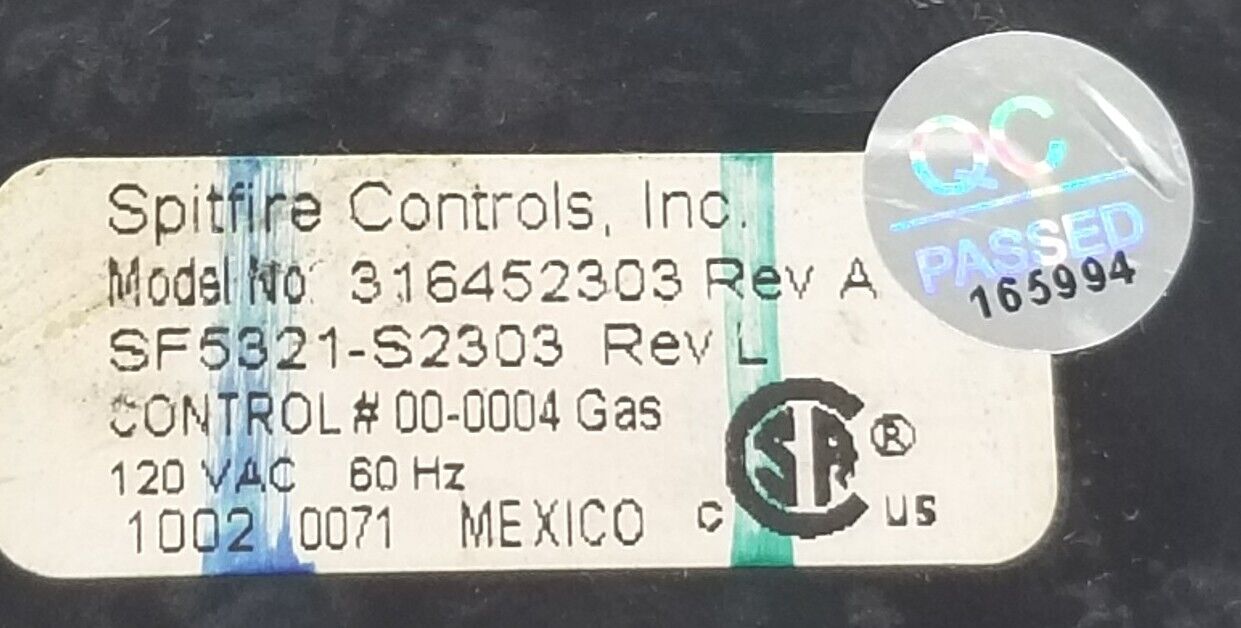 Spitfire Controls, Inc.
Model No 316452303 Rev A
SF5321-S2303 Rev L
CONTROL # 00-0004 Gas
120 VAC 60 Hz
1002 0071 MEXICO
C SA ® US
QC
PASSED
165994